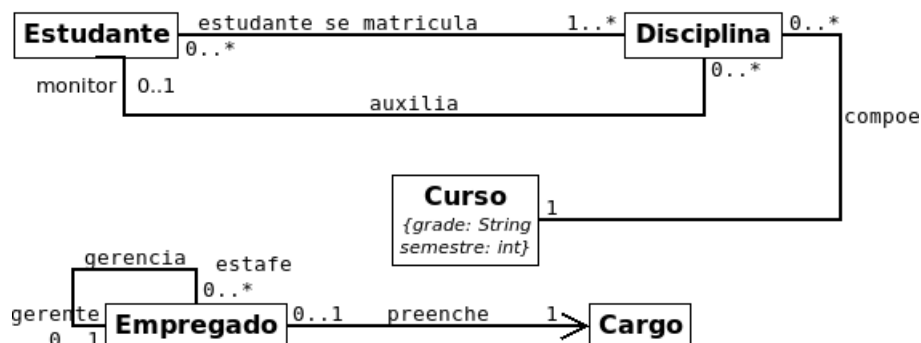 Estudante
estudante se matricula
1..*
Disciplina
0..*
0..*
0..*
monitor
0..1
auxilia
compoe
Curso
1
{grade: String
semestre: int}
gerencia
estafe
0..*
gerente
0..1
Empregado
0..1
preenche
1
Cargo